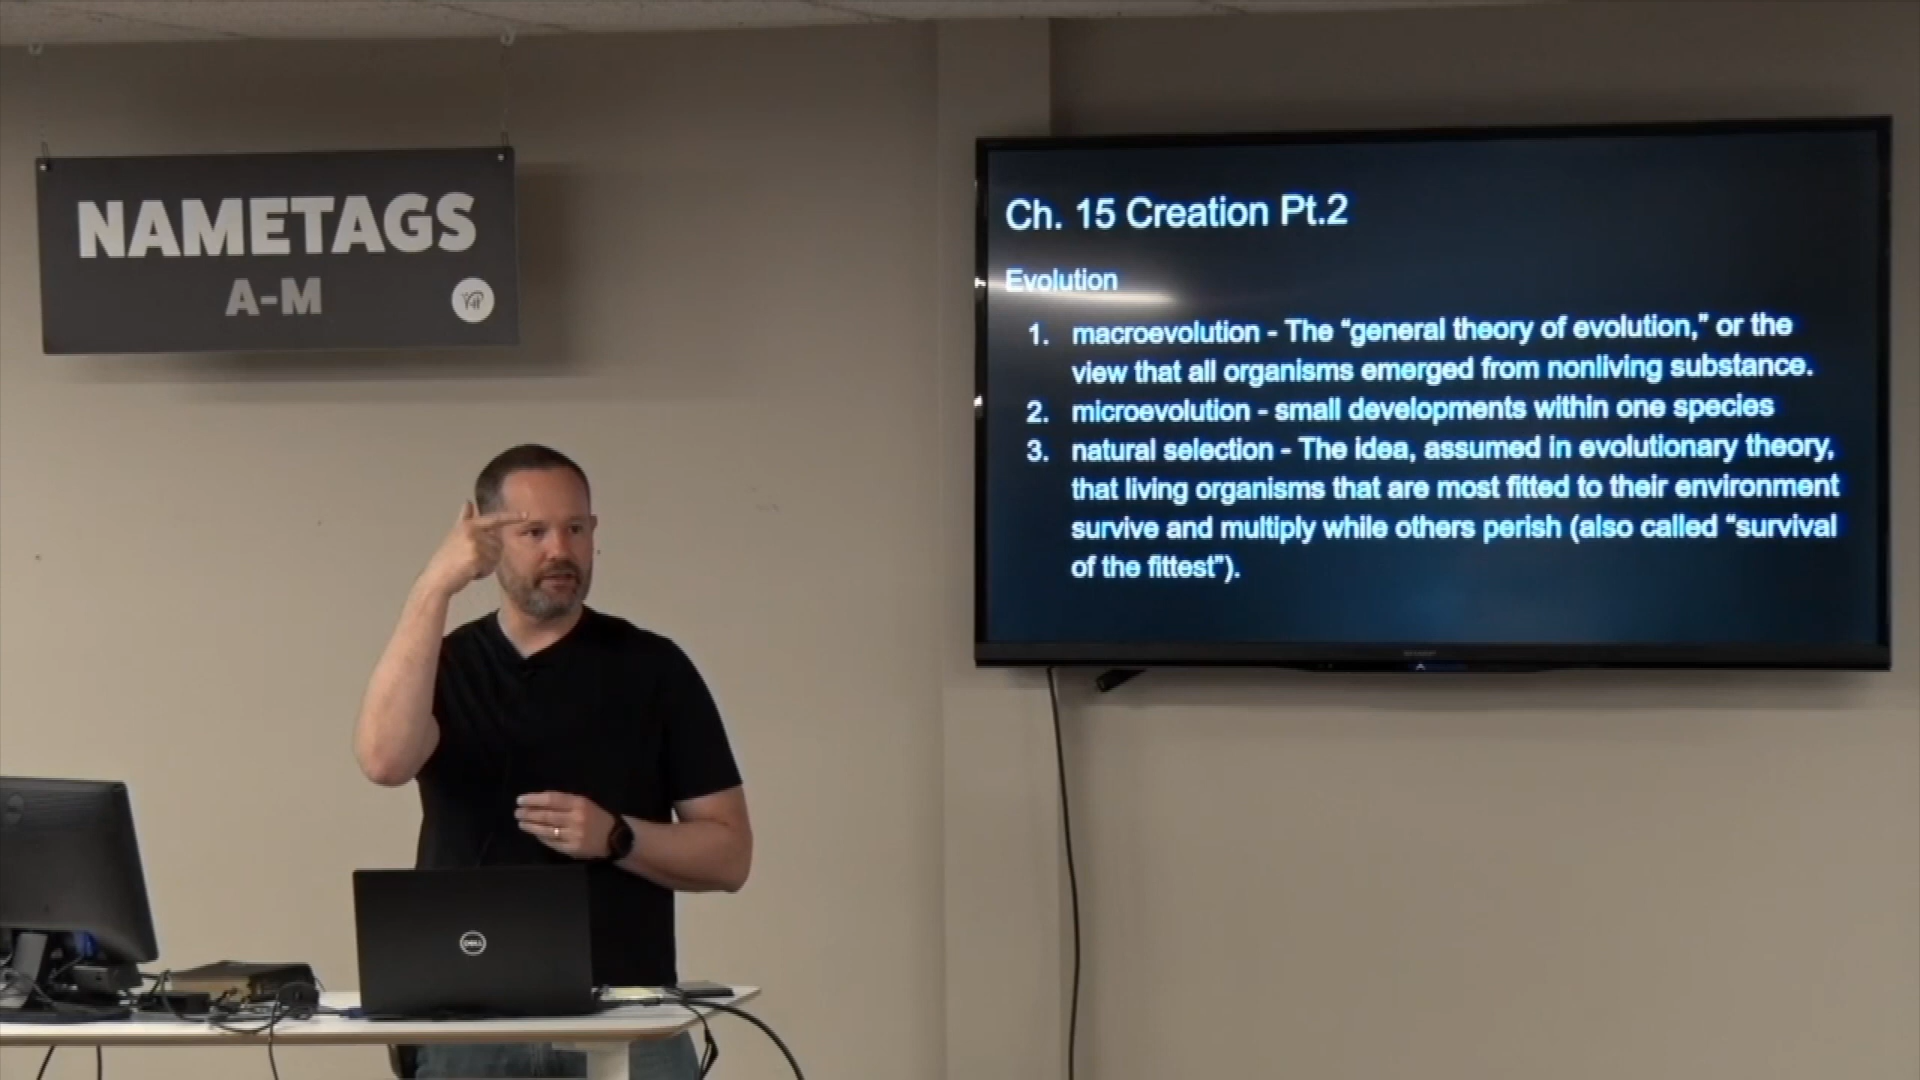 NAMETAGS
A-M
Ch. 15 Creation Pt.2
Evolution
1. macroevolution - The “general theory of evolution,” or the
view that all organisms emerged from nonliving substance.
2. microevolution - small developments within one species
3. natural selection - The idea, assumed in evolutionary theory,
that living organisms that are most fitted to their environment
survive and multiply while others perish (also called “survival
of the fittest”).
SHARP
DELL